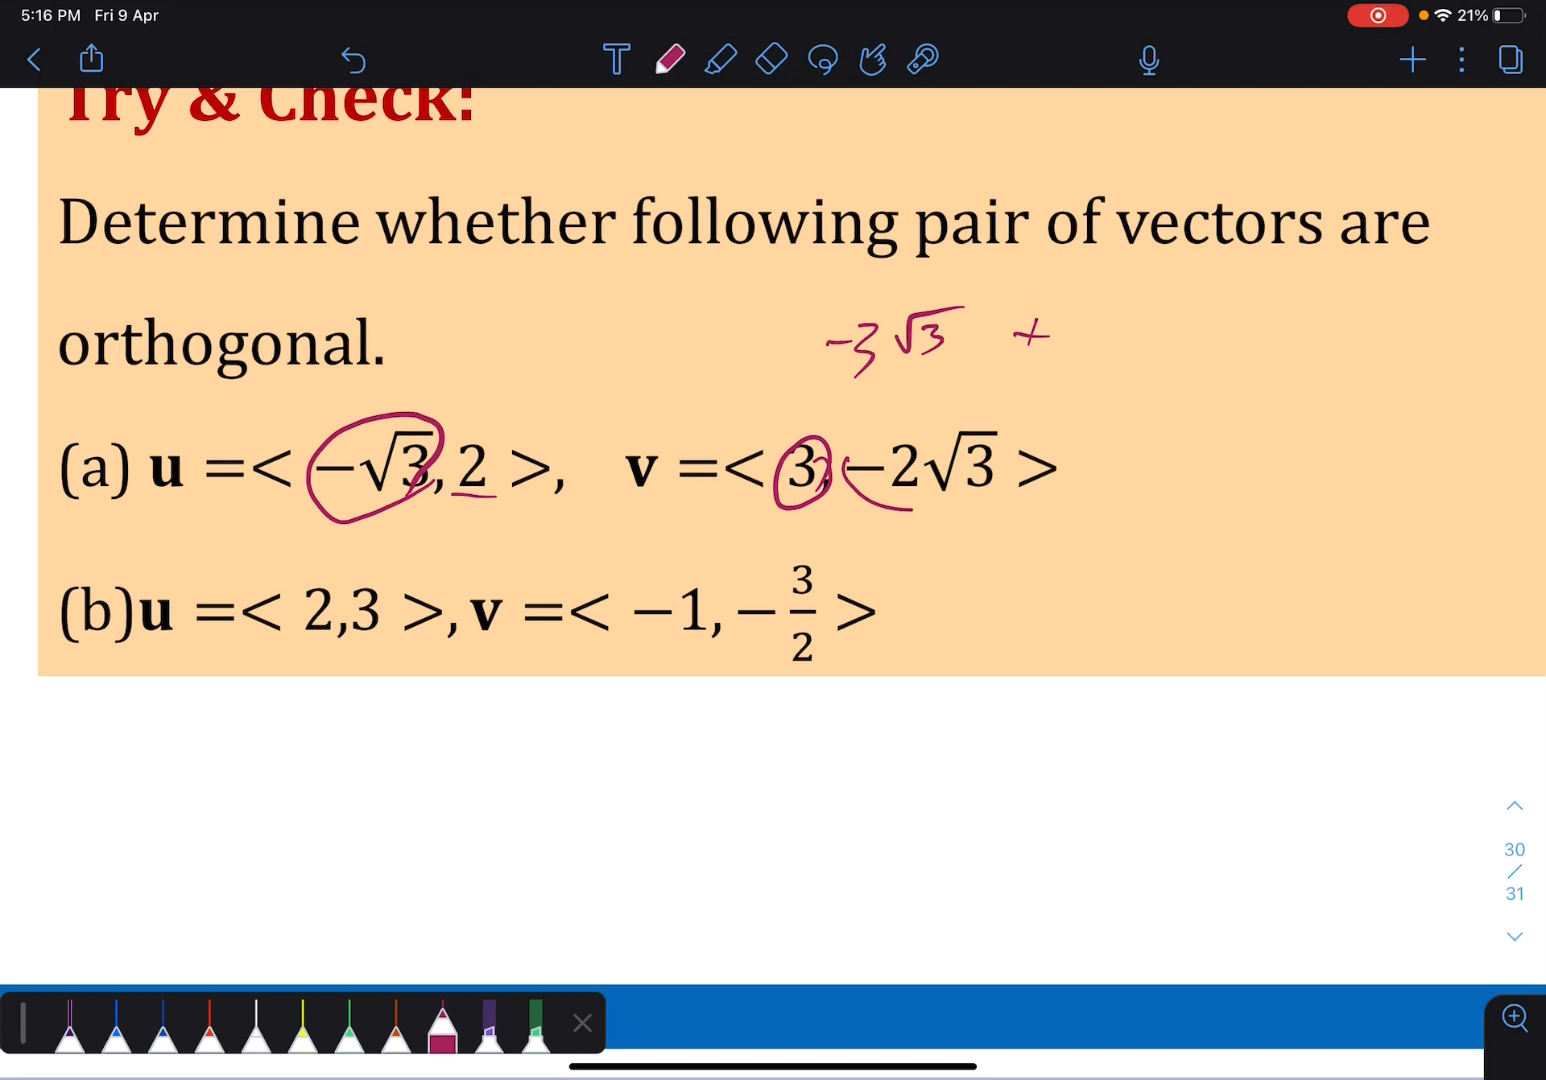 5:16 PM Fri 9 Apr 21%
Try & Check!
Determine whether following pair of vectors are
orthogonal.
-3√3 +
(a) u =< −√3, 2 >, v =< 3, −2√3 >
(b)u =< 2,3 >, v =< −1, −3/2 >
30
/
31